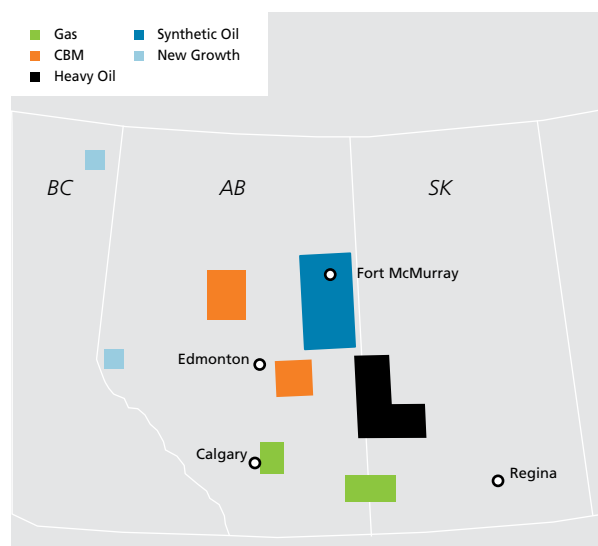 Gas
CBM
Heavy Oil
Synthetic Oil
New Growth
BC
AB
SK
Fort McMurray
Edmonton
Calgary
Regina